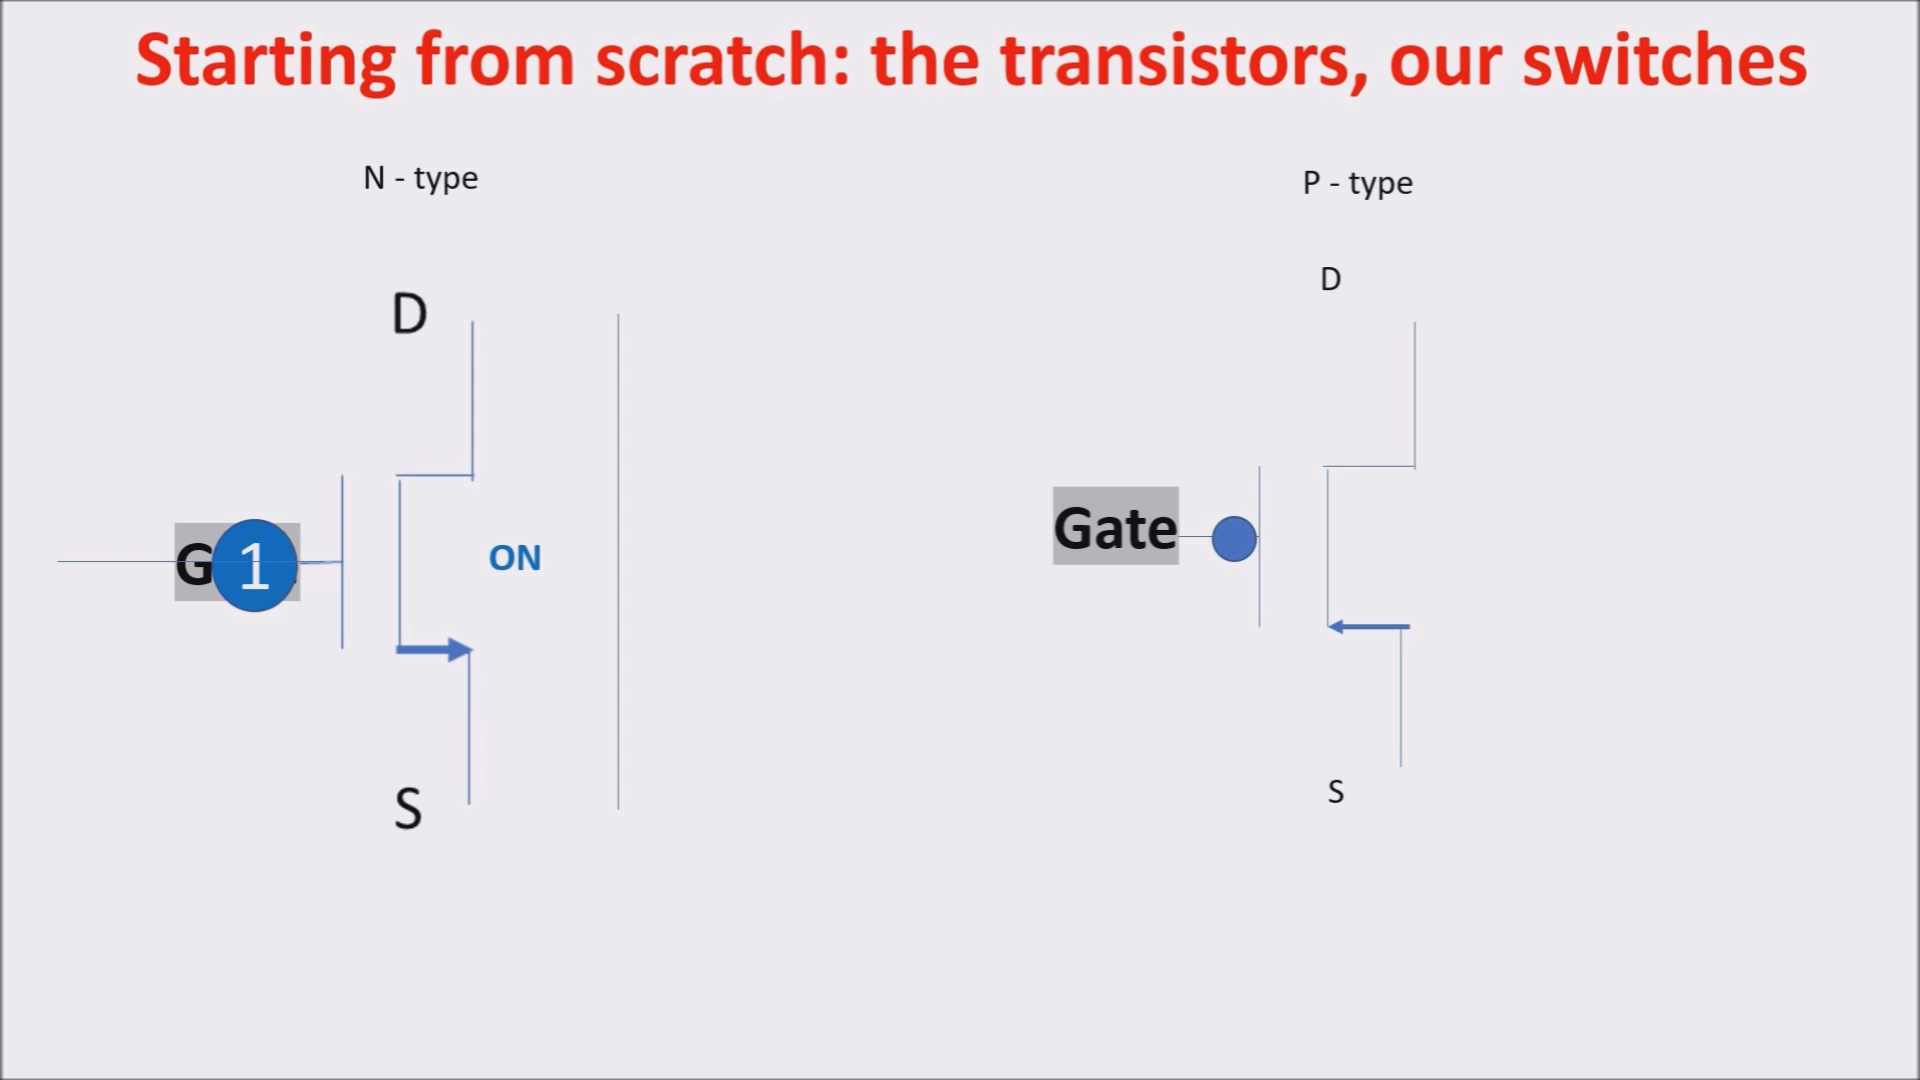 Starting from scratch: the transistors, our switches
N - type
P - type
D
D
1
ON
Gate
S
S